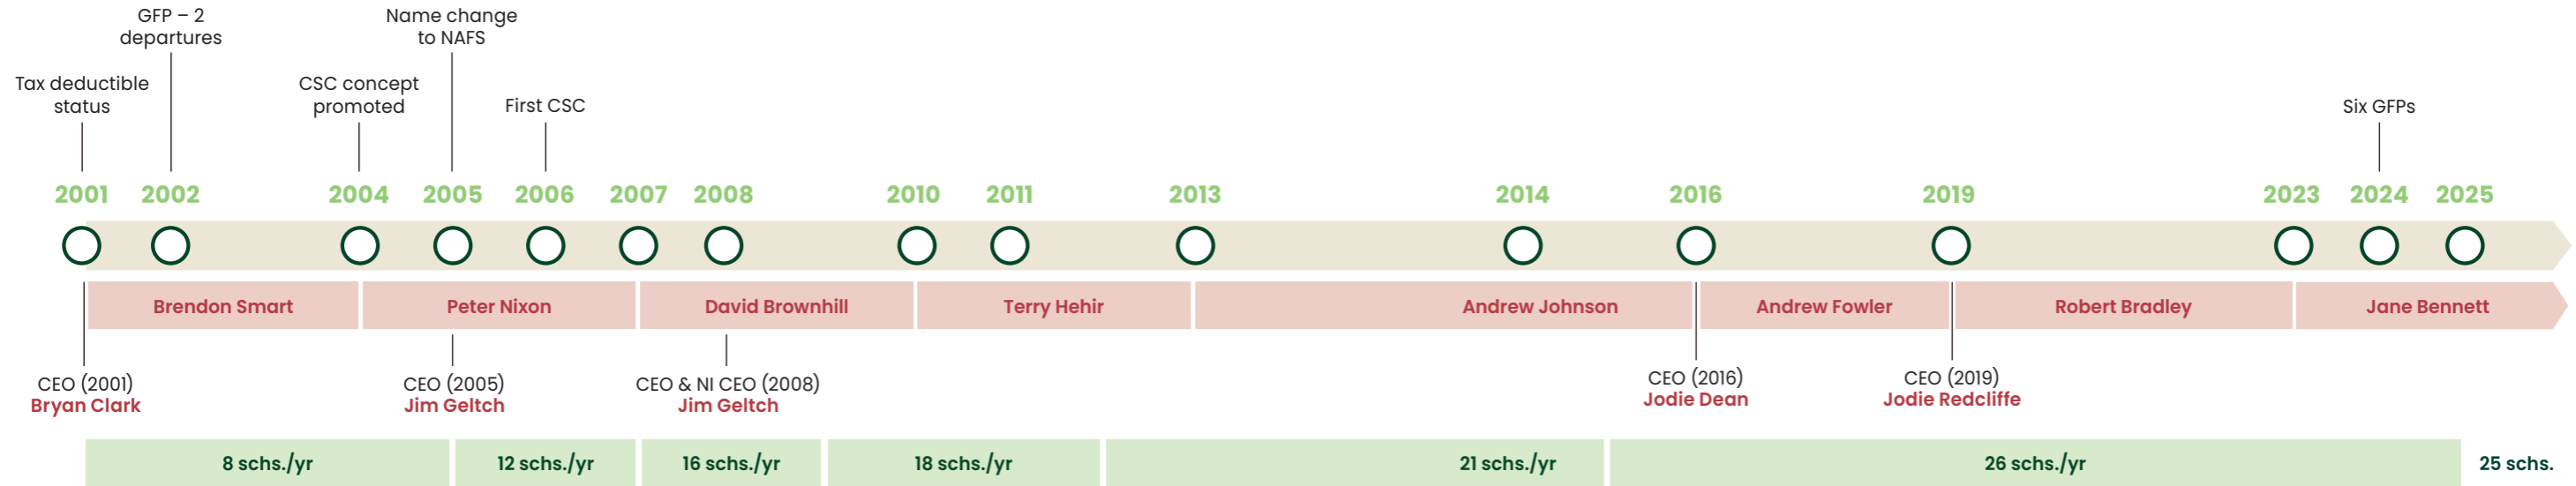 GFP – 2
departures
Name change
to NAFS
Tax deductible
status
CSC concept
promoted
First CSC
Six GFPs
2001 2002 2004 2005 2006 2007 2008 2010 2011 2013 2014 2016 2019 2023 2024 2025
Brendon Smart Peter Nixon David Brownhill Terry Hehir Andrew Johnson Andrew Fowler Robert Bradley Jane Bennett
CEO (2001)
Bryan Clark
CEO (2005)
Jim Geltch
CEO & NI CEO (2008)
Jim Geltch
CEO (2016)
Jodie Dean
CEO (2019)
Jodie Redcliffe
8 schs./yr 12 schs./yr 16 schs./yr 18 schs./yr 21 schs./yr 26 schs./yr 25 schs.